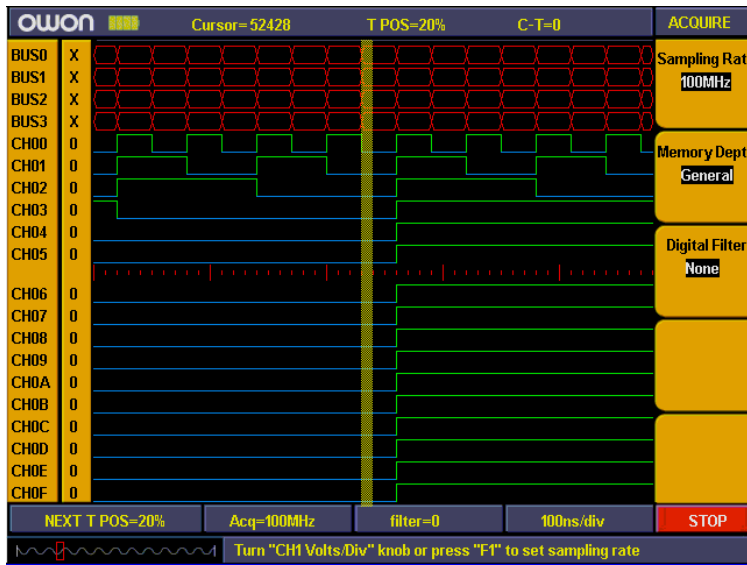 OWON Cursor=52428 T POS=20% C-T=0 ACQUIRE
BUS0 X
BUS1 X
BUS2 X
BUS3 X
CH00 0
CH01 0
CH02 0
CH03 0
CH04 0
CH05 0
CH06 0
CH07 0
CH08 0
CH09 0
CH0A 0
CH0B 0
CH0C 0
CH0D 0
CH0E 0
CH0F 0
Sampling Rat
100MHz
Memory Dept
General
Digital Filter
None
NEXT T POS=20% Acq=100MHz filter=0 100ns/div STOP
Turn "CH1 Volts/Div" knob or press "F1" to set sampling rate